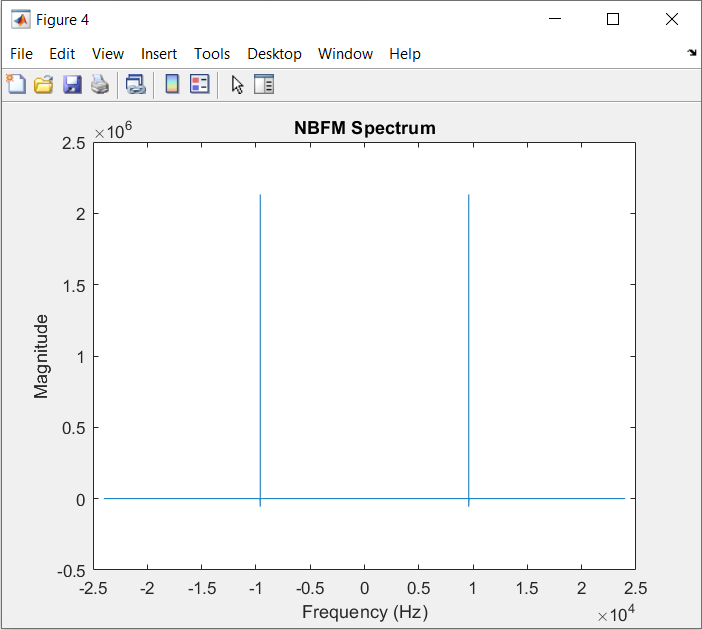 Figure 4
File Edit View Insert Tools Desktop Window Help
NBFM Spectrum
×10^6
2.5
2
1.5
1
0.5
0
-0.5
Magnitude
-2.5 -2 -1.5 -1 -0.5 0 0.5 1 1.5 2 2.5
Frequency (Hz)
×10^4